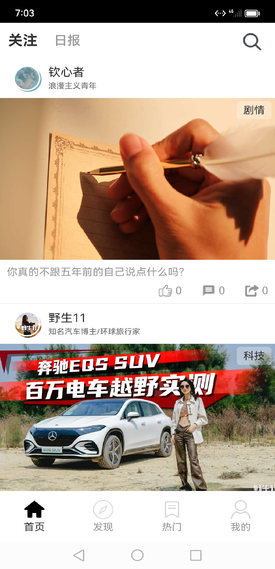 7:03
关注 日报
钦心者
浪漫主义青年
剧情
你真的不跟五年前的自己说点什么吗?
0 0 0
野生11
知名汽车博主/环球旅行家
科技
奔驰EQS SUV
百万电车越野实测
首页 发现 热门 我的